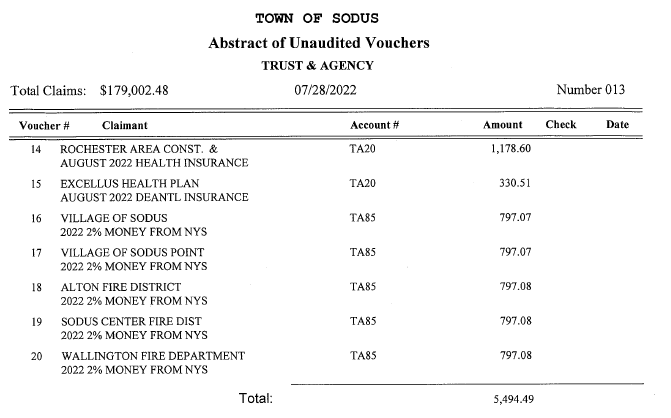 TOWN OF SODUS
Abstract of Unaudited Vouchers
TRUST & AGENCY
Total Claims: $179,002.48 07/28/2022 Number 013
Voucher # Claimant Account # Amount Check Date
14 ROCHESTER AREA CONST. & TA20 1,178.60
AUGUST 2022 HEALTH INSURANCE
15 EXCELLUS HEALTH PLAN TA20 330.51
AUGUST 2022 DEANTL INSURANCE
16 VILLAGE OF SODUS TA85 797.07
2022 2% MONEY FROM NYS
17 VILLAGE OF SODUS POINT TA85 797.07
2022 2% MONEY FROM NYS
18 ALTON FIRE DISTRICT TA85 797.08
2022 2% MONEY FROM NYS
19 SODUS CENTER FIRE DIST TA85 797.08
2022 2% MONEY FROM NYS
20 WALLINGTON FIRE DEPARTMENT TA85 797.08
2022 2% MONEY FROM NYS
Total: 5,494.49